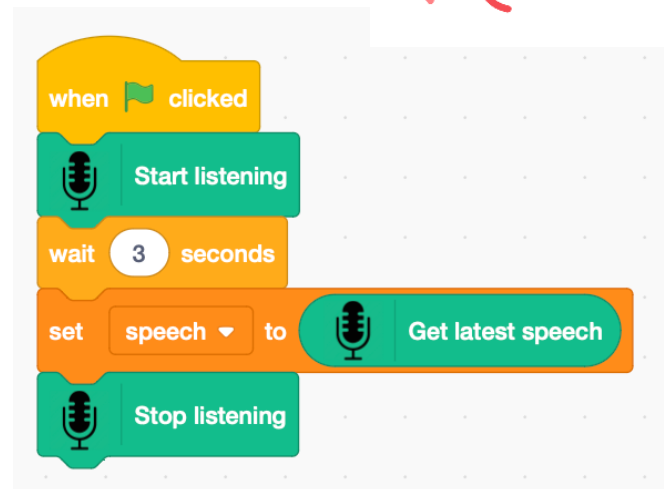 when clicked
Start listening
wait 3 seconds
set speech to Get latest speech
Stop listening